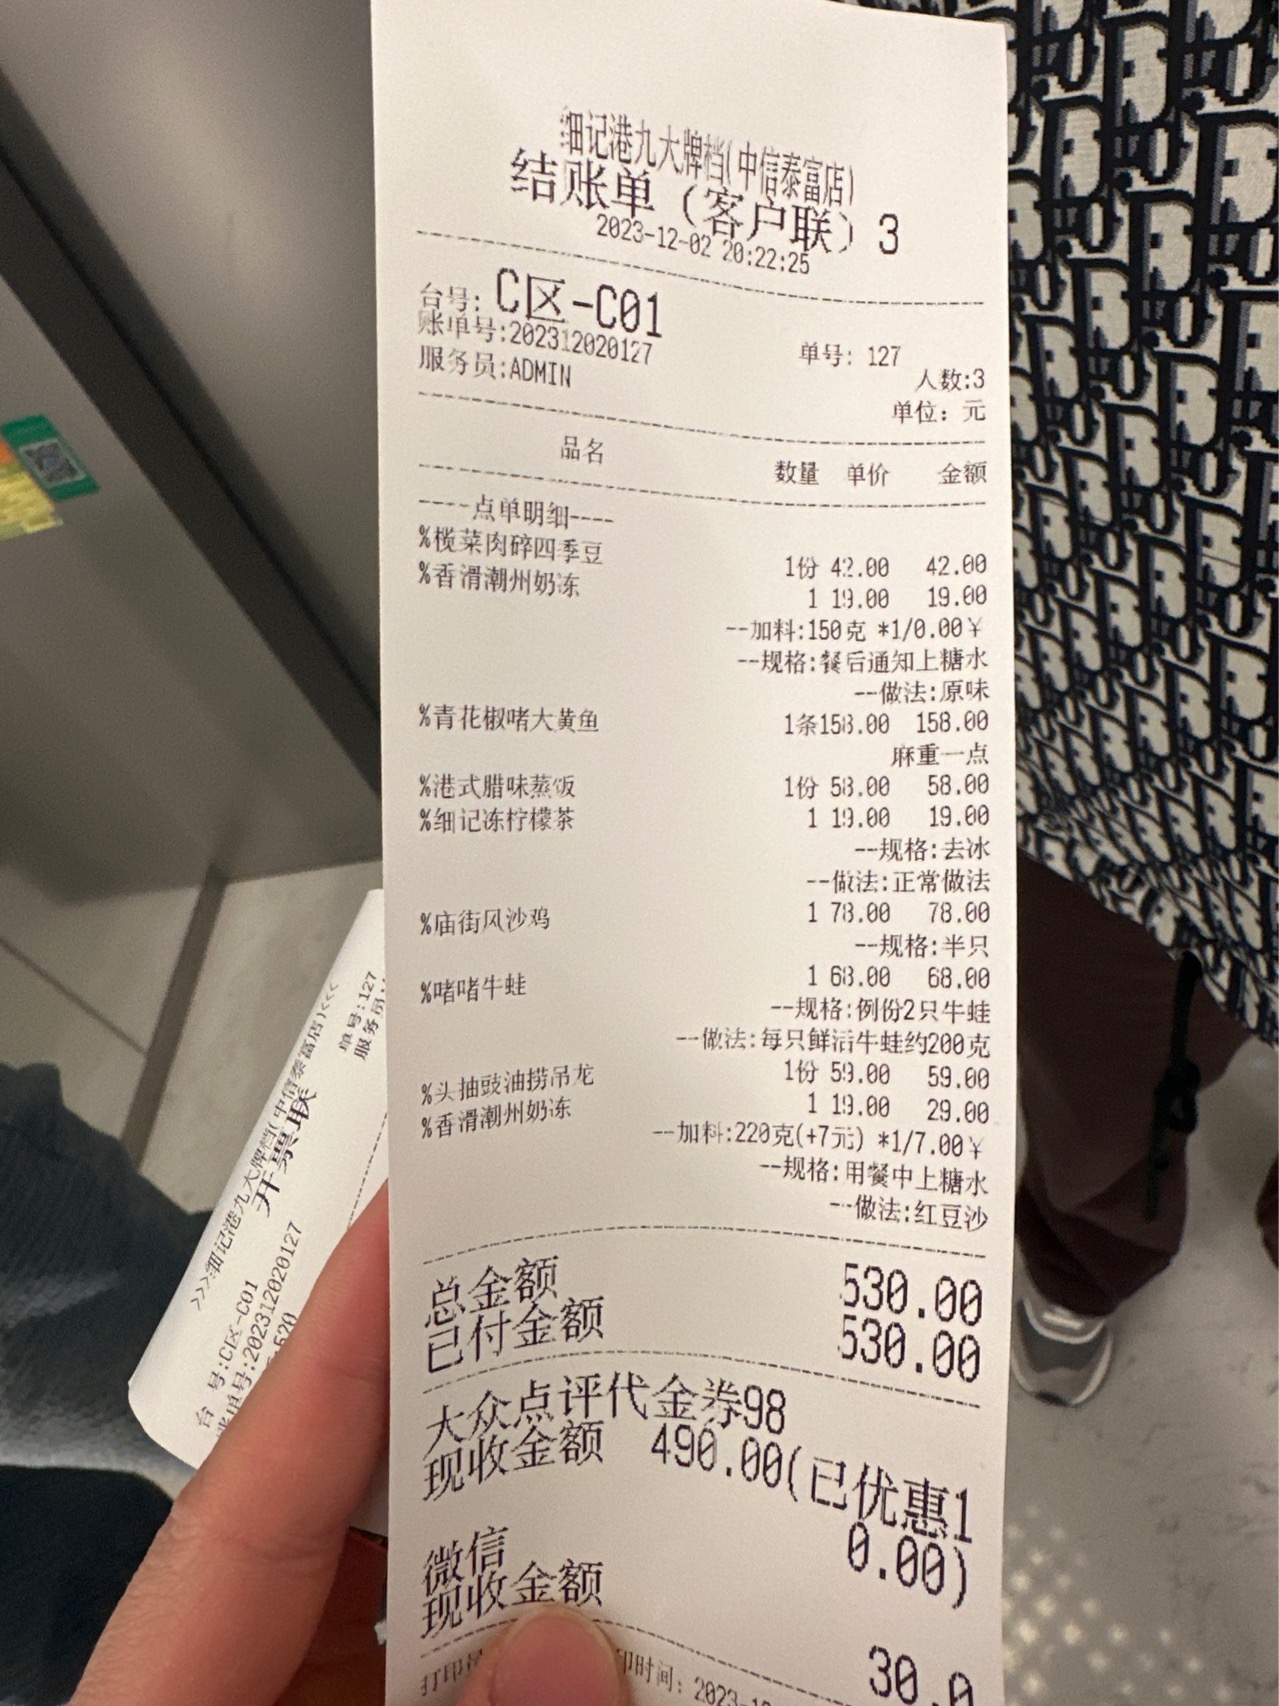 细记港九大牌档(中信泰富店)
结账单(客户联)3
2023-12-02 20:22:25
台号: C区-C01
账单号:202312020127 单号: 127
服务员:ADMIN 人数:3
单位: 元
品名 数量 单价 金额
----点单明细----
%榄菜肉碎四季豆 1份 42.00 42.00
%香滑潮州奶冻 1 19.00 19.00
--加料:150克 *1/0.00¥
--规格:餐后通知上糖水
--做法:原味
%青花椒啫大黄鱼 1条158.00 158.00
麻重一点
%港式腊味蒸饭 1份 58.00 58.00
%细记冻柠檬茶 1 19.00 19.00
--规格:去冰
--做法:正常做法
%庙街风沙鸡 1 78.00 78.00
--规格:半只
%啫啫牛蛙 1 68.00 68.00
--规格:例份2只牛蛙
--做法:每只鲜活牛蛙约200克
%头抽豉油捞吊龙 1份 59.00 59.00
%香滑潮州奶冻 1 19.00 29.00
--加料:220克(+7元) *1/7.00¥
--规格:用餐中上糖水
--做法:红豆沙
总金额 530.00
已付金额 530.00
大众点评代金券98
现收金额 490.00(已优惠1
0.00)
微信
现收金额 30.0
打印 印时间: 2023-1
>>>细记港九大牌档(中信泰富店)<<<
开票联
单号:127
服务员
台 号:C区-C01
账单号:202312020127
520